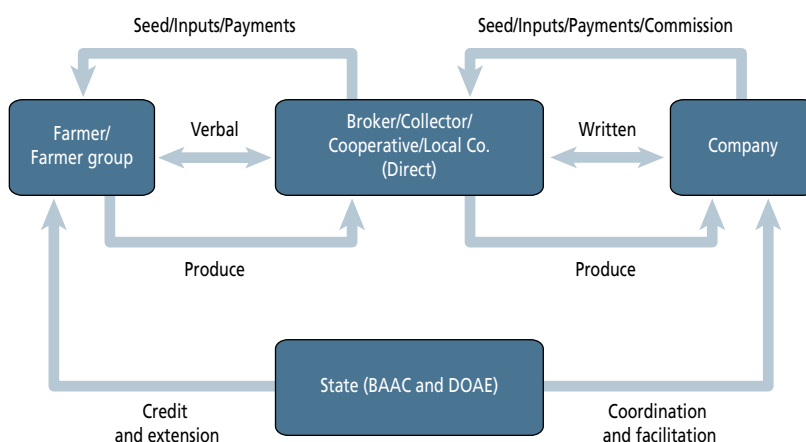 Seed/Inputs/Payments
Seed/Inputs/Payments/Commission
Farmer/
Farmer group
Verbal
Broker/Collector/
Cooperative/Local Co.
(Direct)
Written
Company
Produce
Produce
State (BAAC and DOAE)
Credit
and extension
Coordination
and facilitation